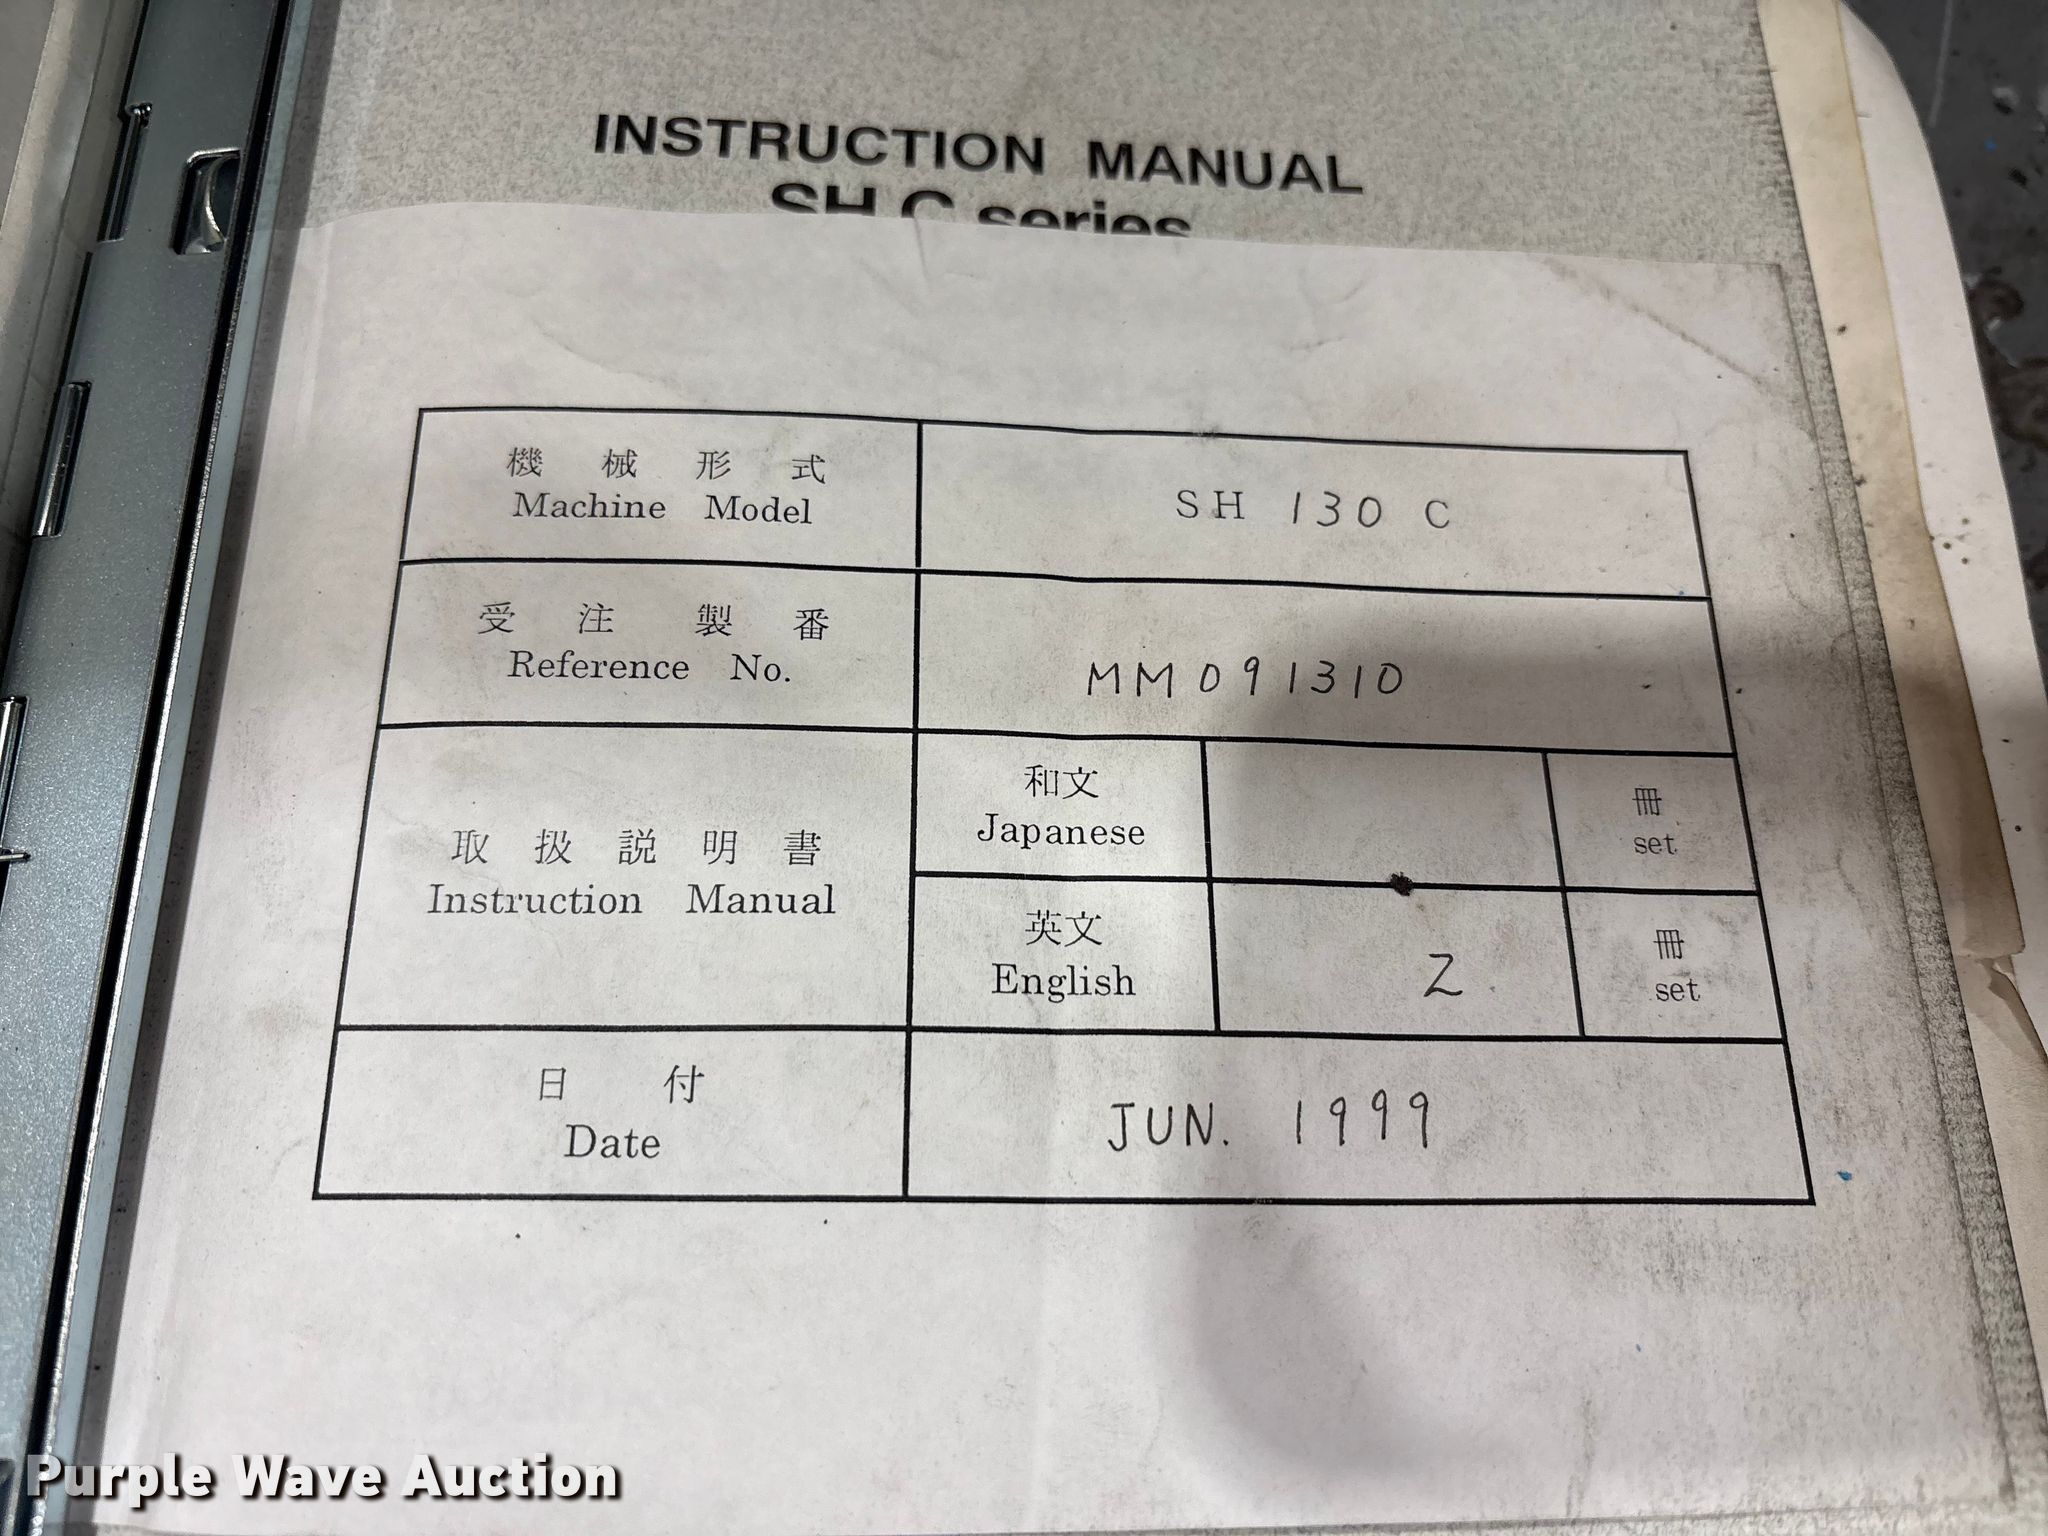 INSTRUCTION MANUAL
SH C series
機械形式
Machine Model
SH 130 C
受注製番
Reference No.
MM091310
取扱説明書
Instruction Manual
和文
Japanese
冊
set
英文
English
2
冊
set
日付
Date
JUN. 1999
Purple Wave Auction